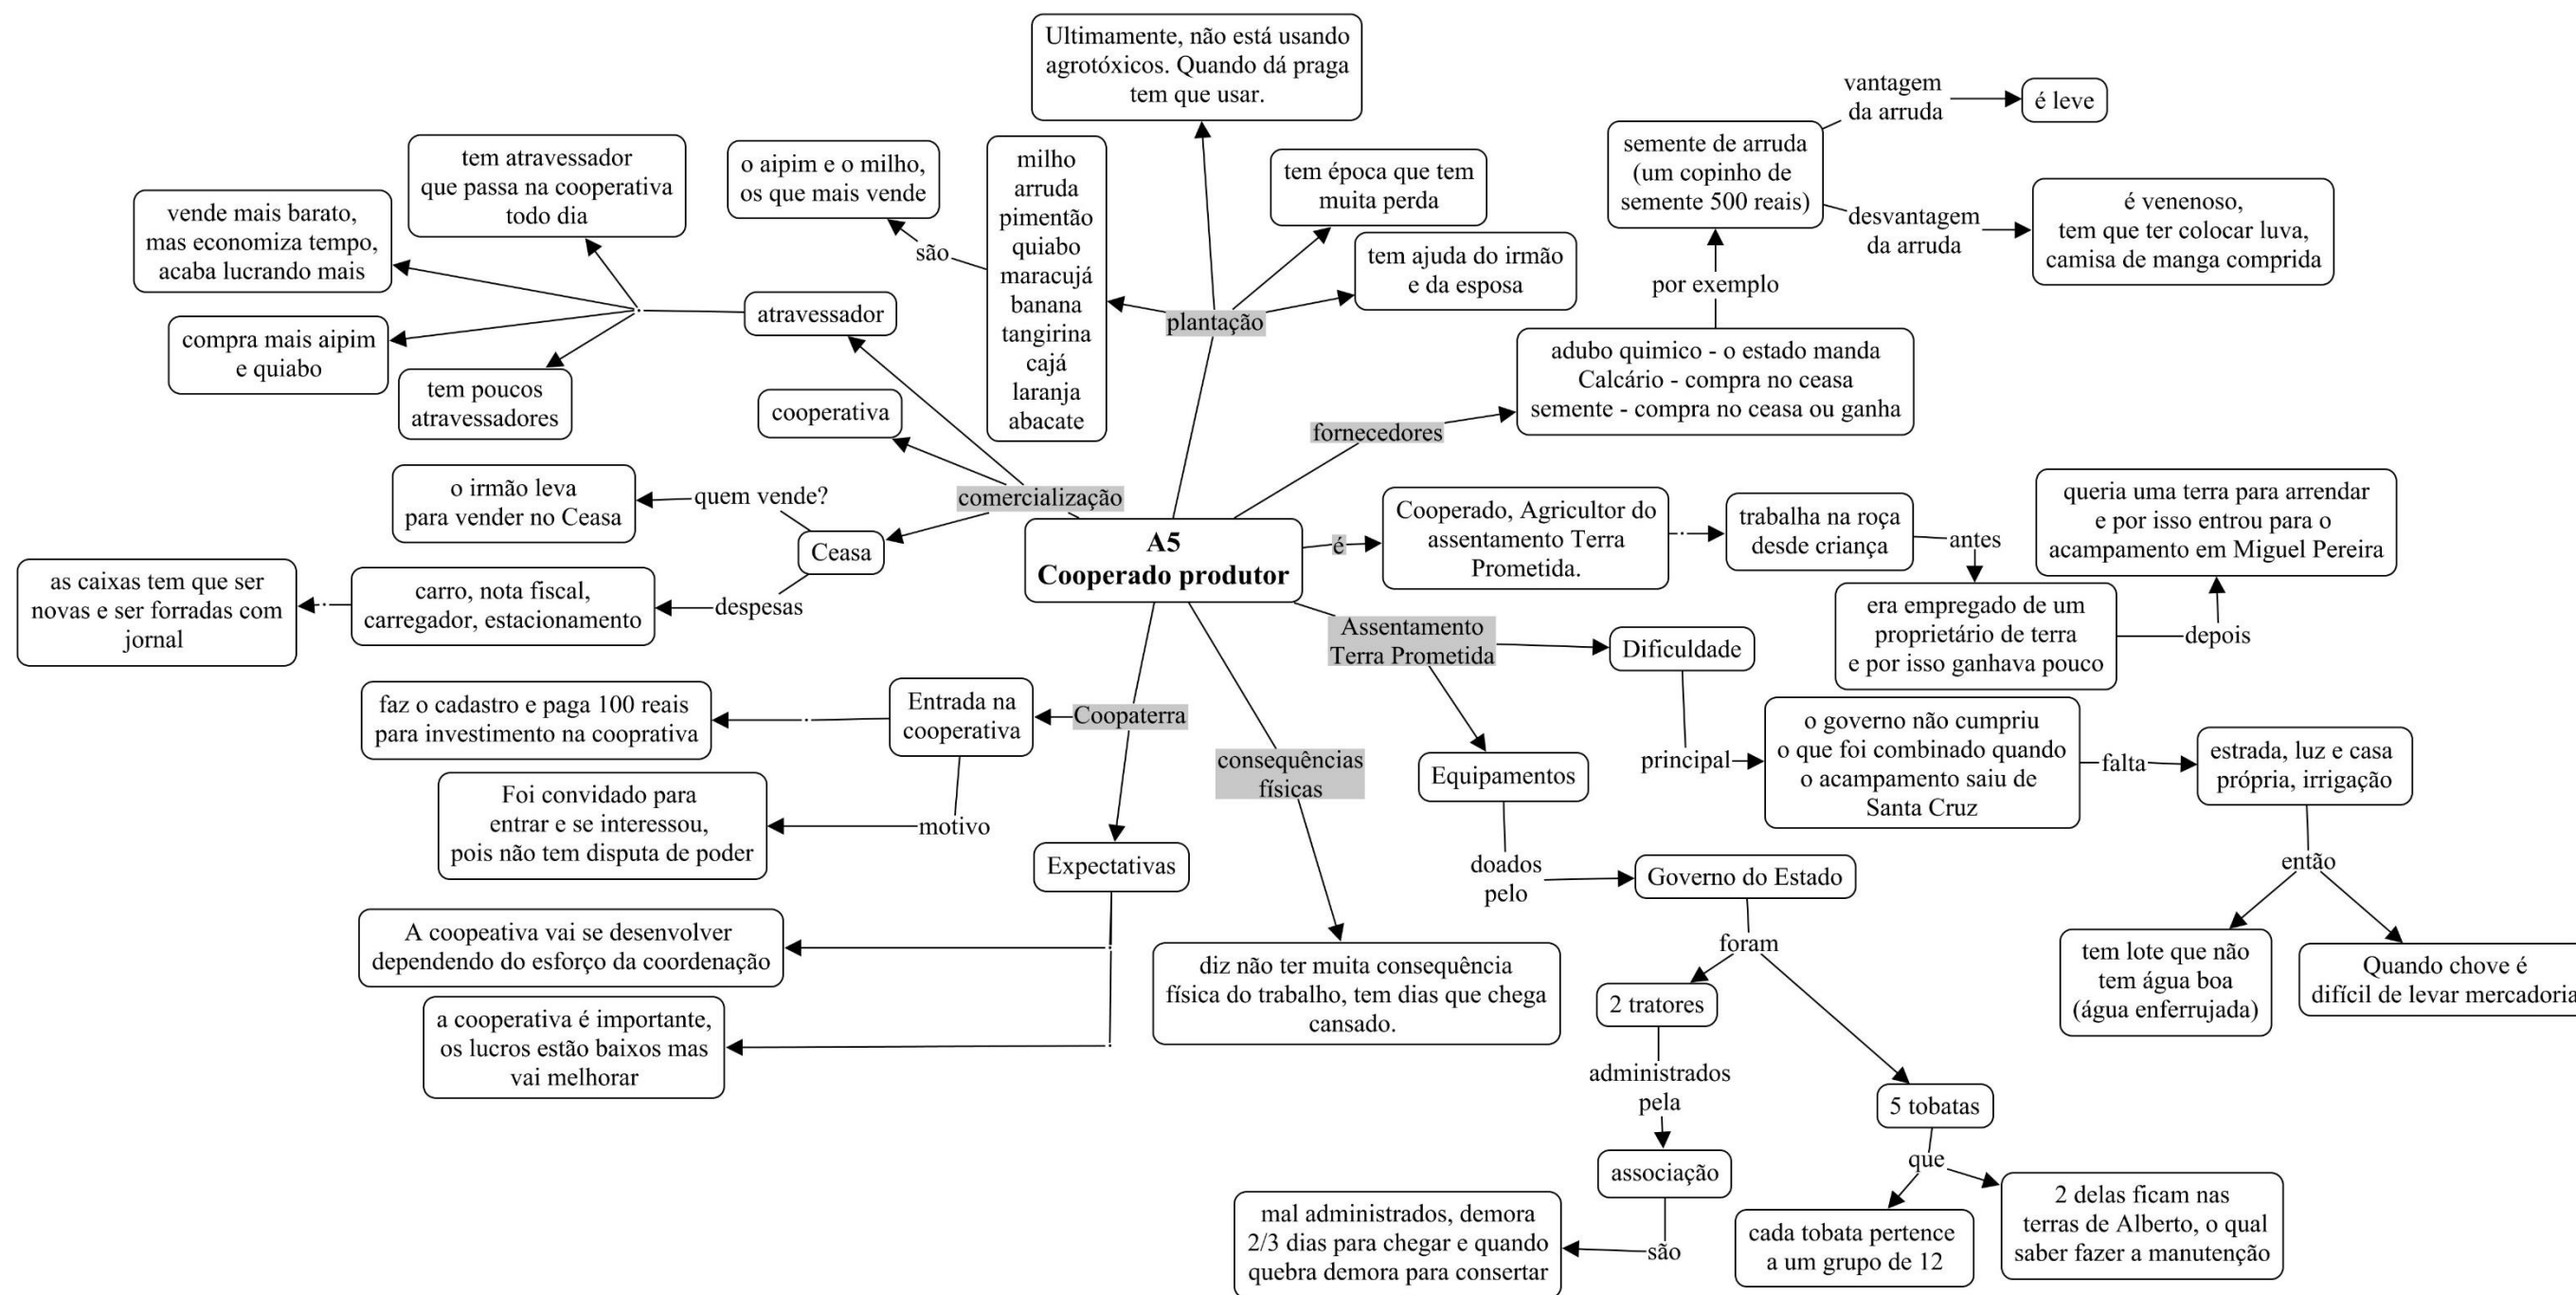 A5
Cooperado produtor
plantação
Ultimamente, não está usando
agrotóxicos. Quando dá praga
tem que usar.
tem época que tem
muita perda
tem ajuda do irmão
e da esposa
milho
arruda
pimentão
quiabo
maracujá
banana
tangirina
cajá
laranja
abacate
são
o aipim e o milho,
os que mais vende
fornecedores
adubo quimico - o estado manda
Calcário - compra no ceasa
semente - compra no ceasa ou ganha
por exemplo
semente de arruda
(um copinho de
semente 500 reais)
vantagem
da arruda
é leve
desvantagem
da arruda
é venenoso,
tem que ter colocar luva,
camisa de manga comprida
é
Cooperado, Agricultor do
assentamento Terra
Prometida.
trabalha na roça
desde criança
antes
era empregado de um
proprietário de terra
e por isso ganhava pouco
depois
queria uma terra para arrendar
e por isso entrou para o
acampamento em Miguel Pereira
Assentamento
Terra Prometida
Dificuldade
principal
o governo não cumpriu
o que foi combinado quando
o acampamento saiu de
Santa Cruz
falta
estrada, luz e casa
própria, irrigação
então
tem lote que não
tem água boa
(água enferrujada)
Quando chove é
difícil de levar mercadoria
Equipamentos
doados
pelo
Governo do Estado
foram
2 tratores
administrados
pela
associação
são
mal administrados, demora
2/3 dias para chegar e quando
quebra demora para consertar
5 tobatas
que
cada tobata pertence
a um grupo de 12
2 delas ficam nas
terras de Alberto, o qual
saber fazer a manutenção
consequências
físicas
diz não ter muita consequência
física do trabalho, tem dias que chega
cansado.
Coopaterra
Entrada na
cooperativa
faz o cadastro e paga 100 reais
para investimento na cooprativa
motivo
Foi convidado para
entrar e se interessou,
pois não tem disputa de poder
Expectativas
A coopeativa vai se desenvolver
dependendo do esforço da coordenação
a cooperativa é importante,
os lucros estão baixos mas
vai melhorar
comercialização
atravessador
tem atravessador
que passa na cooperativa
todo dia
vende mais barato,
mas economiza tempo,
acaba lucrando mais
compra mais aipim
e quiabo
tem poucos
atravessadores
cooperativa
Ceasa
quem vende?
o irmão leva
para vender no Ceasa
despesas
carro, nota fiscal,
carregador, estacionamento
as caixas tem que ser
novas e ser forradas com
jornal